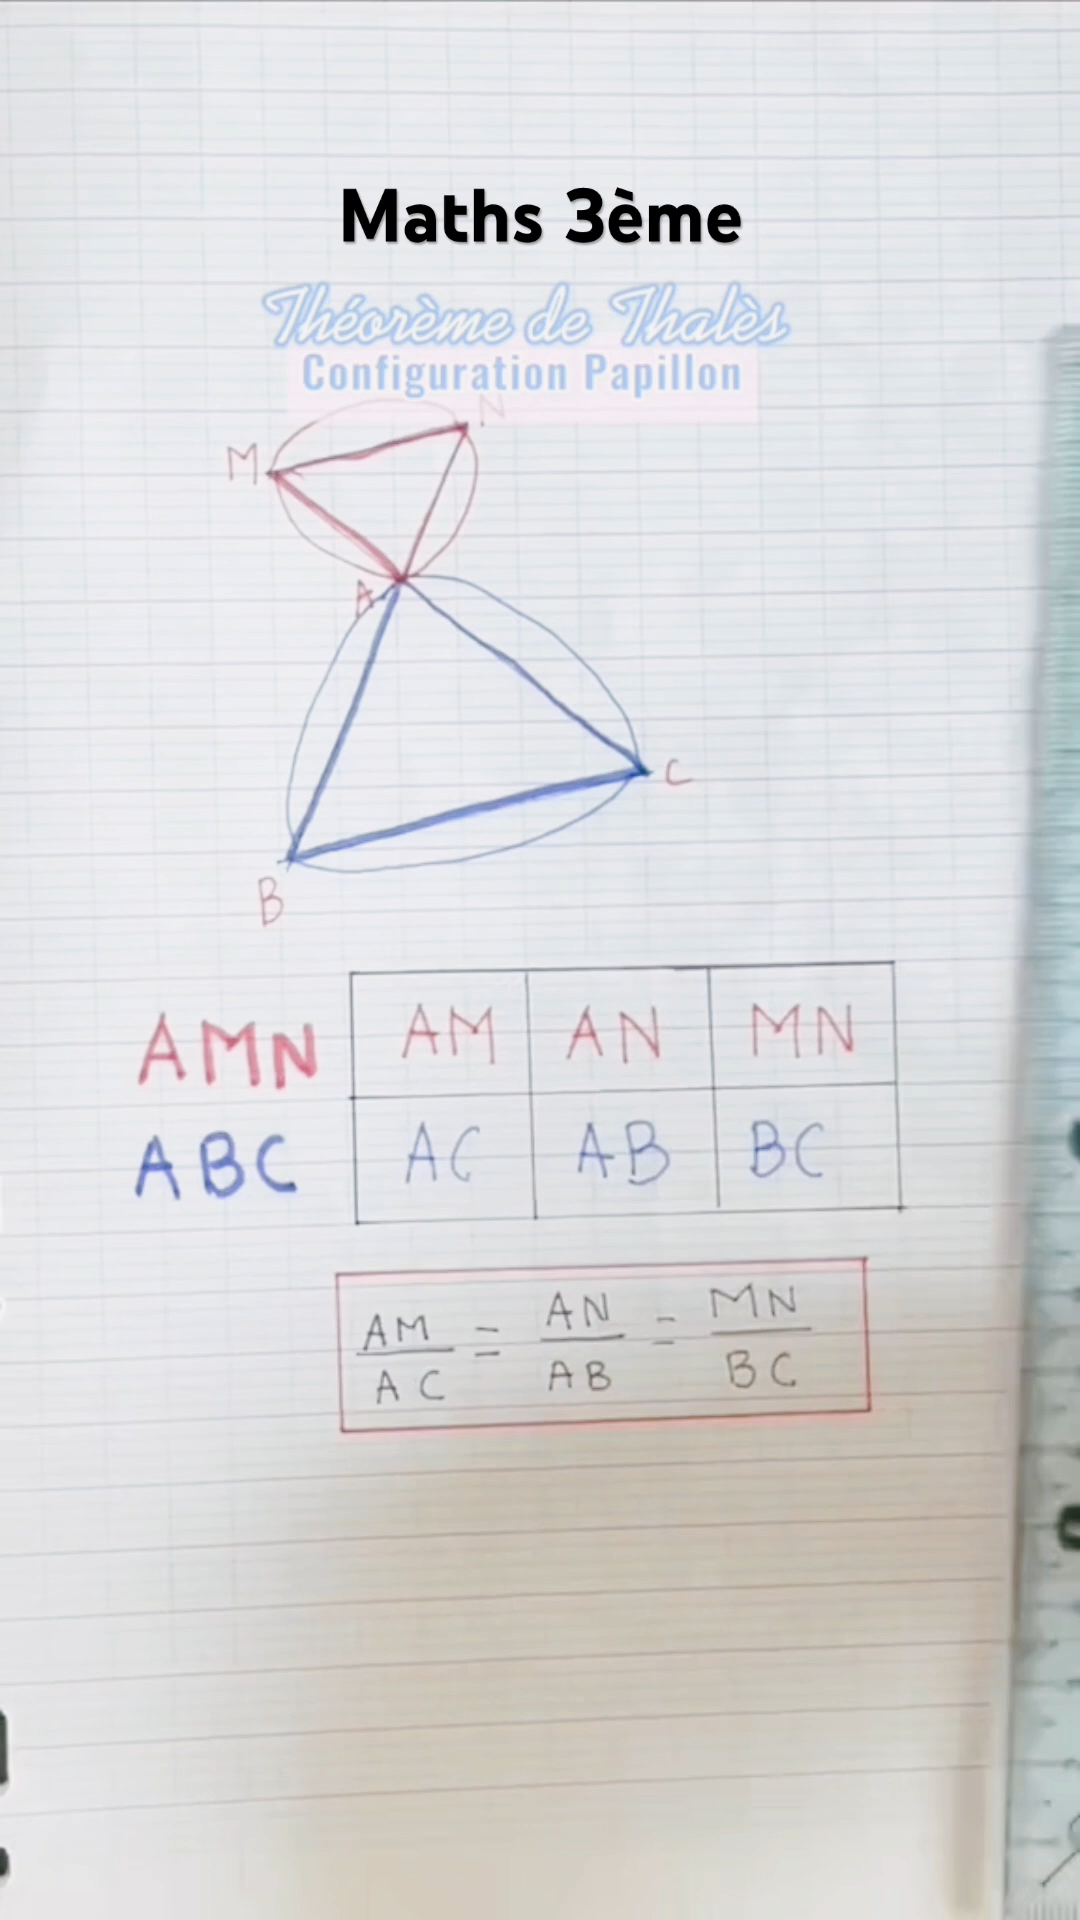 Maths 3ème
Théorème de Thalès
Configuration Papillon
N
M
A
C
B
AMN AM AN MN
ABC AC AB BC
AM/AC = AN/AB = MN/BC